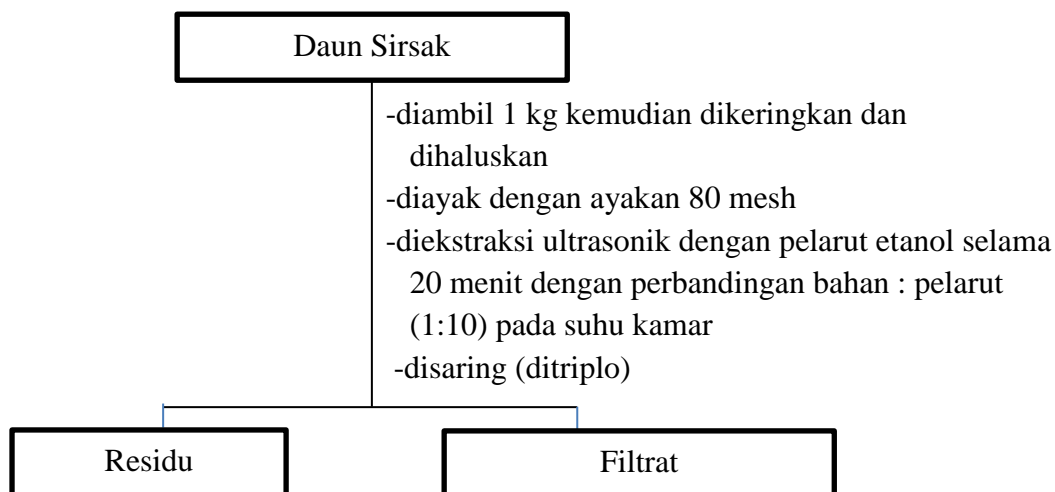 Daun Sirsak
-diambil 1 kg kemudian dikeringkan dan
dihaluskan
-diayak dengan ayakan 80 mesh
-diekstraksi ultrasonik dengan pelarut etanol selama
20 menit dengan perbandingan bahan : pelarut
(1:10) pada suhu kamar
-disaring (ditriplo)
Residu
Filtrat